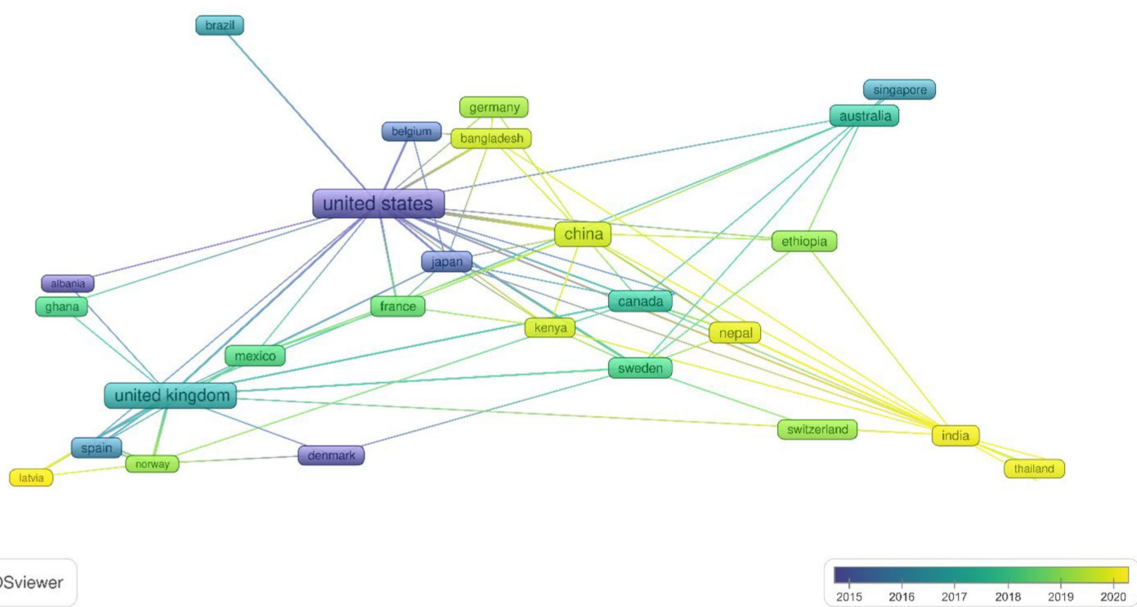 brazil
singapore
germany
australia
belgium
bangladesh
united states
china
ethiopia
japan
albania
canada
ghana
france
kenya
nepal
mexico
sweden
united kingdom
switzerland
india
spain
denmark
norway
thailand
latvia
OSviewer
2015 2016 2017 2018 2019 2020